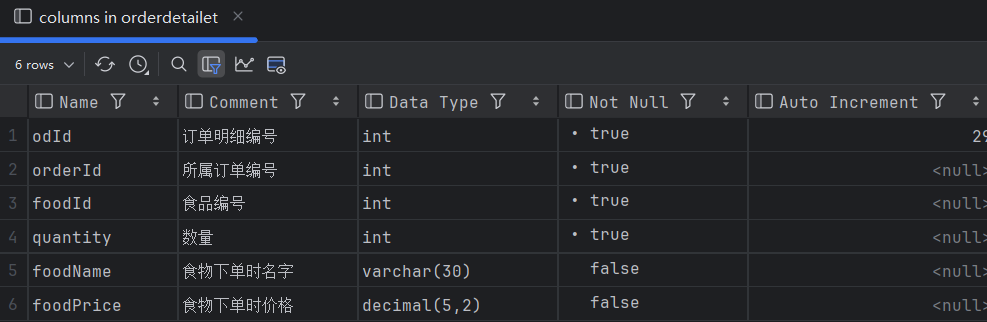 columns in orderdetailet
6 rows
Name Comment Data Type Not Null Auto Increment
1 odId 订单明细编号 int • true 29
2 orderId 所属订单编号 int • true <null>
3 foodId 食品编号 int • true <null>
4 quantity 数量 int • true <null>
5 foodName 食物下单时名字 varchar(30) false <null>
6 foodPrice 食物下单时价格 decimal(5,2) false <null>